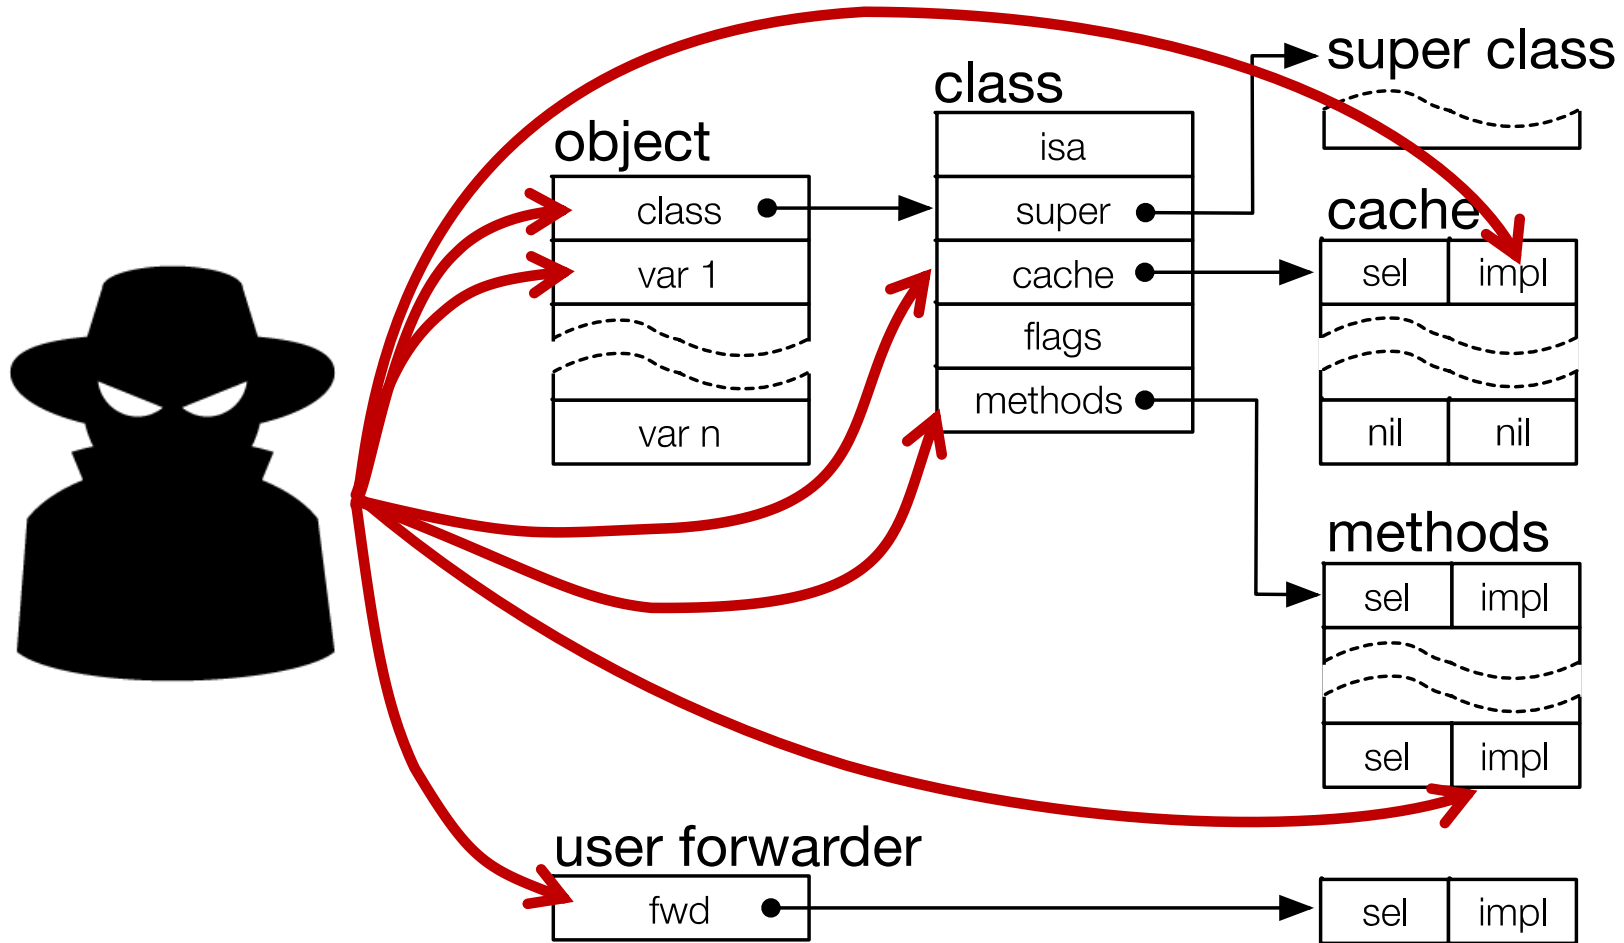 super class
class
object
isa
class
super
cache
var 1
cache
sel impl
flags
methods
var n
nil nil
methods
sel impl
sel impl
user forwarder
fwd
sel impl